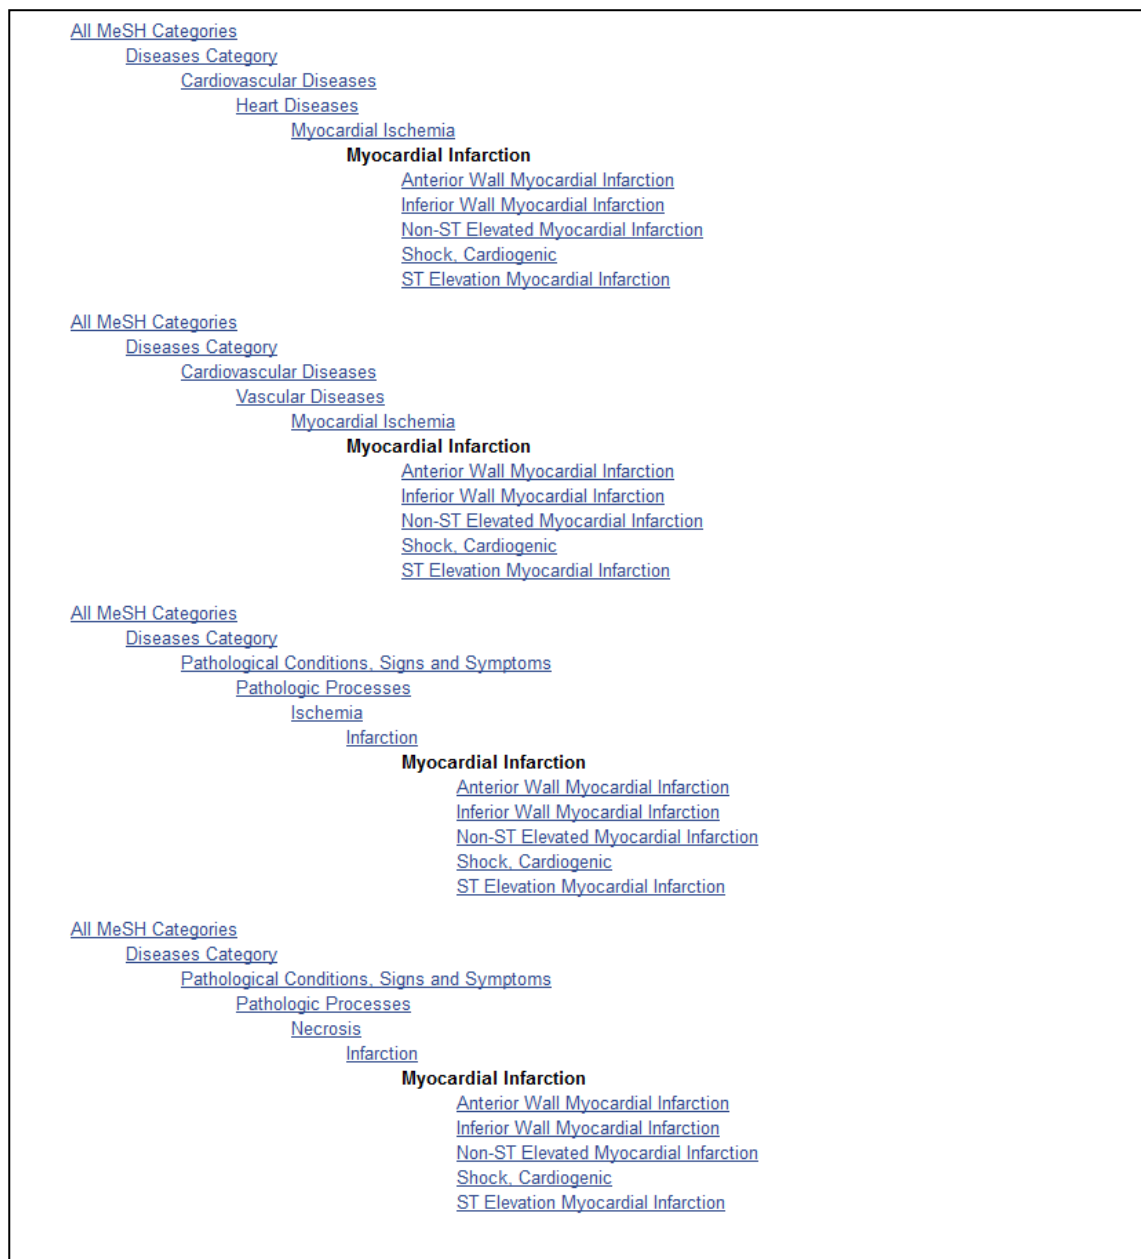 All MeSH Categories
Diseases Category
Cardiovascular Diseases
Heart Diseases
Myocardial Ischemia
Myocardial Infarction
Anterior Wall Myocardial Infarction
Inferior Wall Myocardial Infarction
Non-ST Elevated Myocardial Infarction
Shock, Cardiogenic
ST Elevation Myocardial Infarction
All MeSH Categories
Diseases Category
Cardiovascular Diseases
Vascular Diseases
Myocardial Ischemia
Myocardial Infarction
Anterior Wall Myocardial Infarction
Inferior Wall Myocardial Infarction
Non-ST Elevated Myocardial Infarction
Shock, Cardiogenic
ST Elevation Myocardial Infarction
All MeSH Categories
Diseases Category
Pathological Conditions, Signs and Symptoms
Pathologic Processes
Ischemia
Infarction
Myocardial Infarction
Anterior Wall Myocardial Infarction
Inferior Wall Myocardial Infarction
Non-ST Elevated Myocardial Infarction
Shock, Cardiogenic
ST Elevation Myocardial Infarction
All MeSH Categories
Diseases Category
Pathological Conditions, Signs and Symptoms
Pathologic Processes
Necrosis
Infarction
Myocardial Infarction
Anterior Wall Myocardial Infarction
Inferior Wall Myocardial Infarction
Non-ST Elevated Myocardial Infarction
Shock, Cardiogenic
ST Elevation Myocardial Infarction